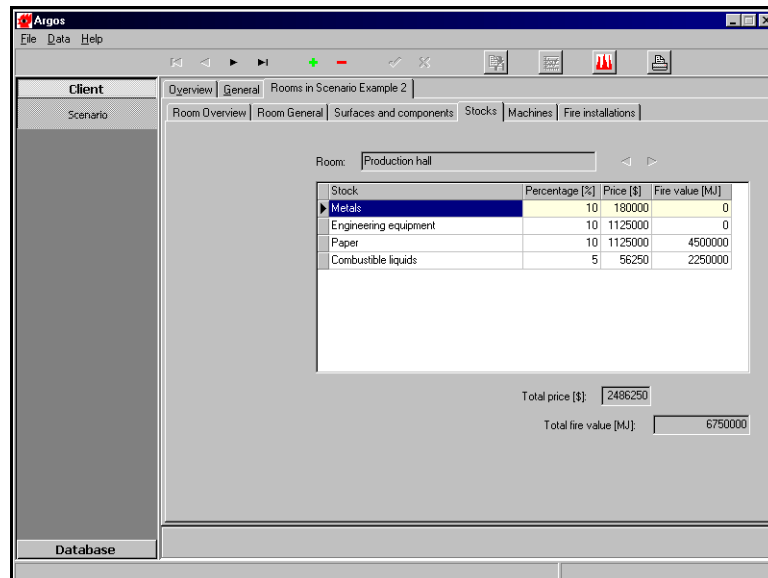 Argos
File Data Help
Client
Scenario
Overview General Rooms in Scenario Example 2
Room Overview Room General Surfaces and components Stocks Machines Fire installations
Room: Production hall
Stock Percentage [%] Price [$] Fire value [MJ]
Metals 10 180000 0
Engineering equipment 10 1125000 0
Paper 10 1125000 4500000
Combustible liquids 5 56250 2250000
Total price [$]: 2486250
Total fire value [MJ]: 6750000
Database